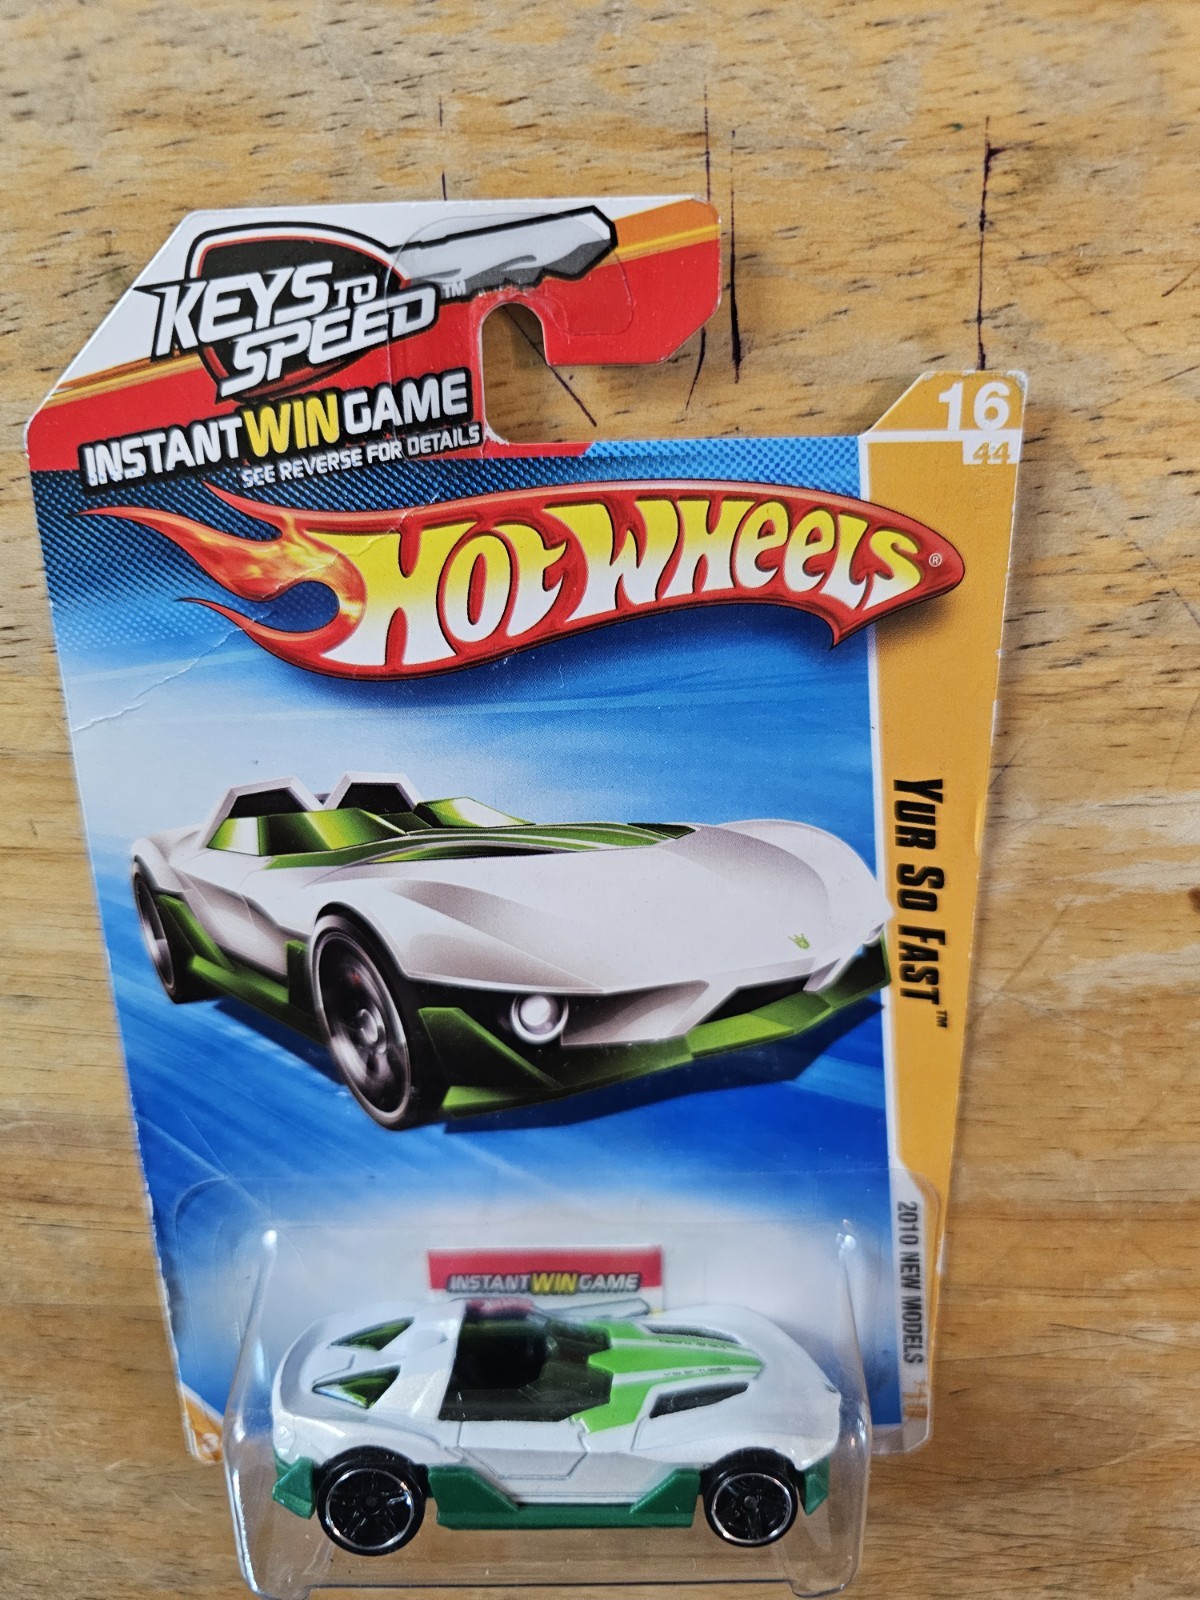 KEYS TO
SPEED™
INSTANT WIN GAME
SEE REVERSE FOR DETAILS
16
44
HOT WHEELS®
YUR SO FAST™
2010 NEW MODELS
INSTANT WIN GAME